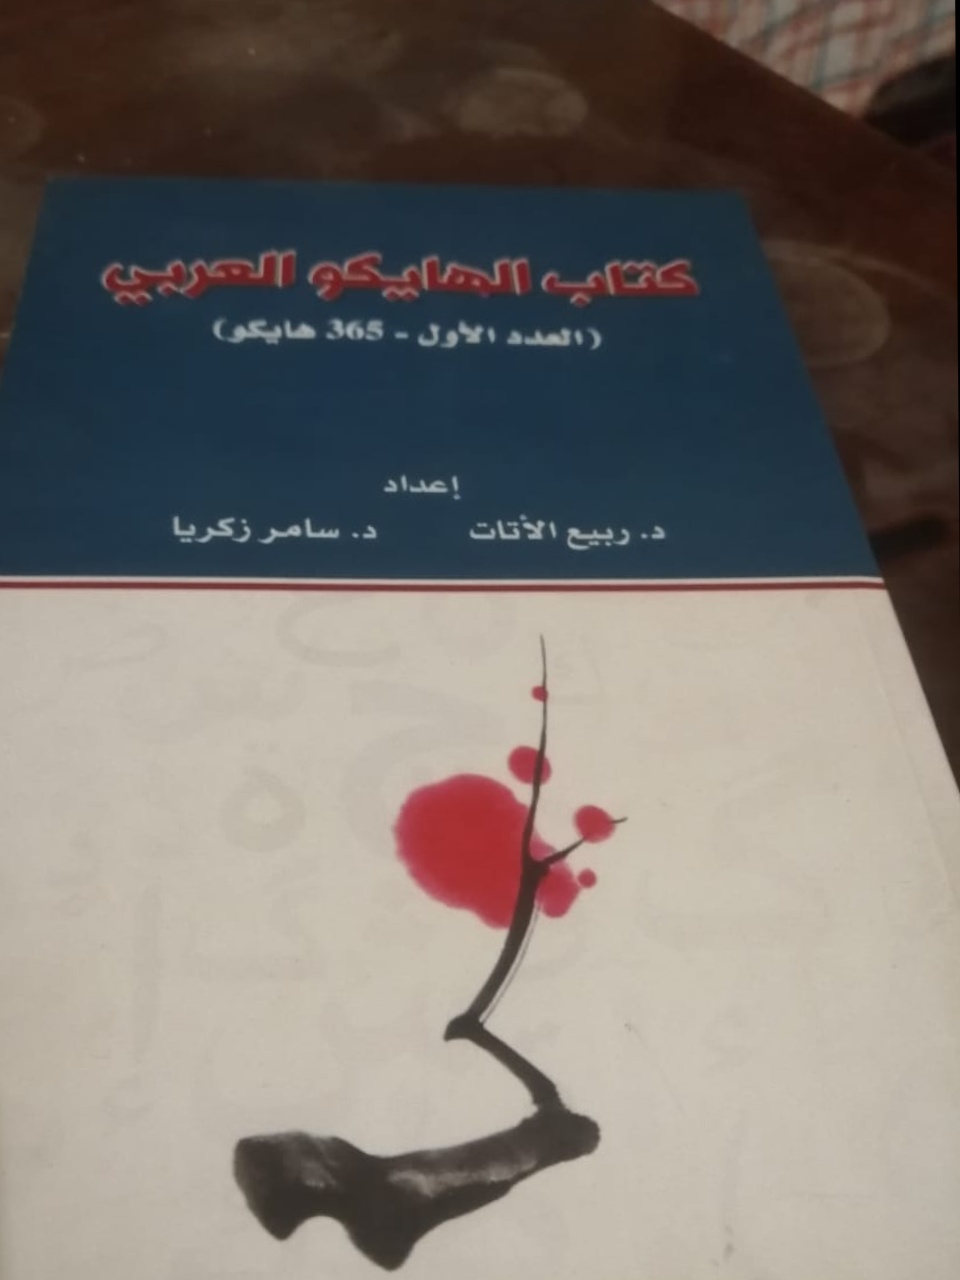 كتاب الهايكو العربي
(العدد الأول - 365 هايكو)
إعداد
د. ربيع الأتات د. سامر زكريا